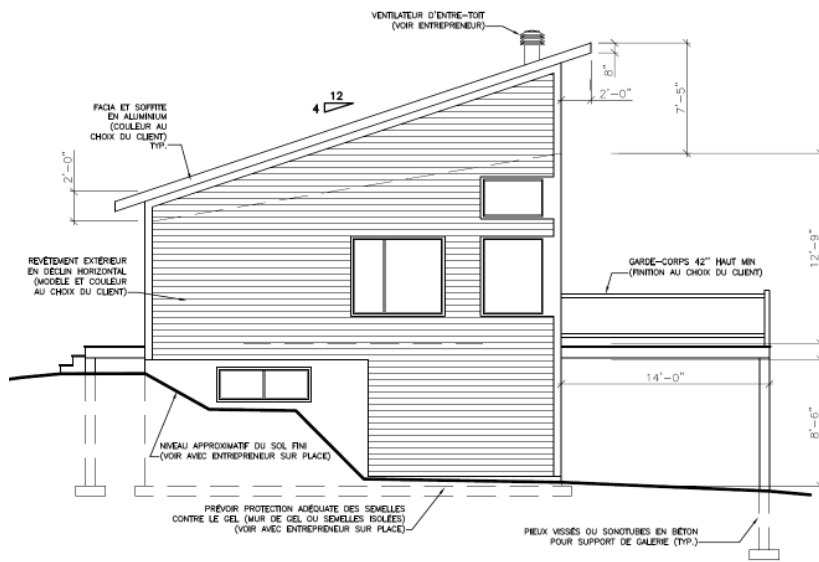 VENTILATEUR D'ENTRE-TOIT
(VOIR ENTREPRENEUR)
8"
2'-0"
7'-5"
12
4
FACIA ET SOFFITE
EN ALUMINIUM
(COULEUR AU
CHOIX DU CLIENT)
TYP.
2'-0"
REVÊTEMENT EXTÉRIEUR
EN DÉCLIN HORIZONTAL
(MODÈLE ET COULEUR
AU CHOIX DU CLIENT)
GARDE-CORPS 42" HAUT MIN
(FINITION AU CHOIX DU CLIENT)
12'-9"
14'-0"
8'-6"
NIVEAU APPROXIMATIF DU SOL FINI
(VOIR AVEC ENTREPRENEUR SUR PLACE)
PRÉVOIR PROTECTION ADÉQUATE DES SEMELLES
CONTRE LE GEL (MUR DE GEL OU SEMELLES ISOLÉES)
(VOIR AVEC ENTREPRENEUR SUR PLACE)
PIEUX VISSÉS OU SONOTUBES EN BÉTON
POUR SUPPORT DE GALERIE (TYP.)